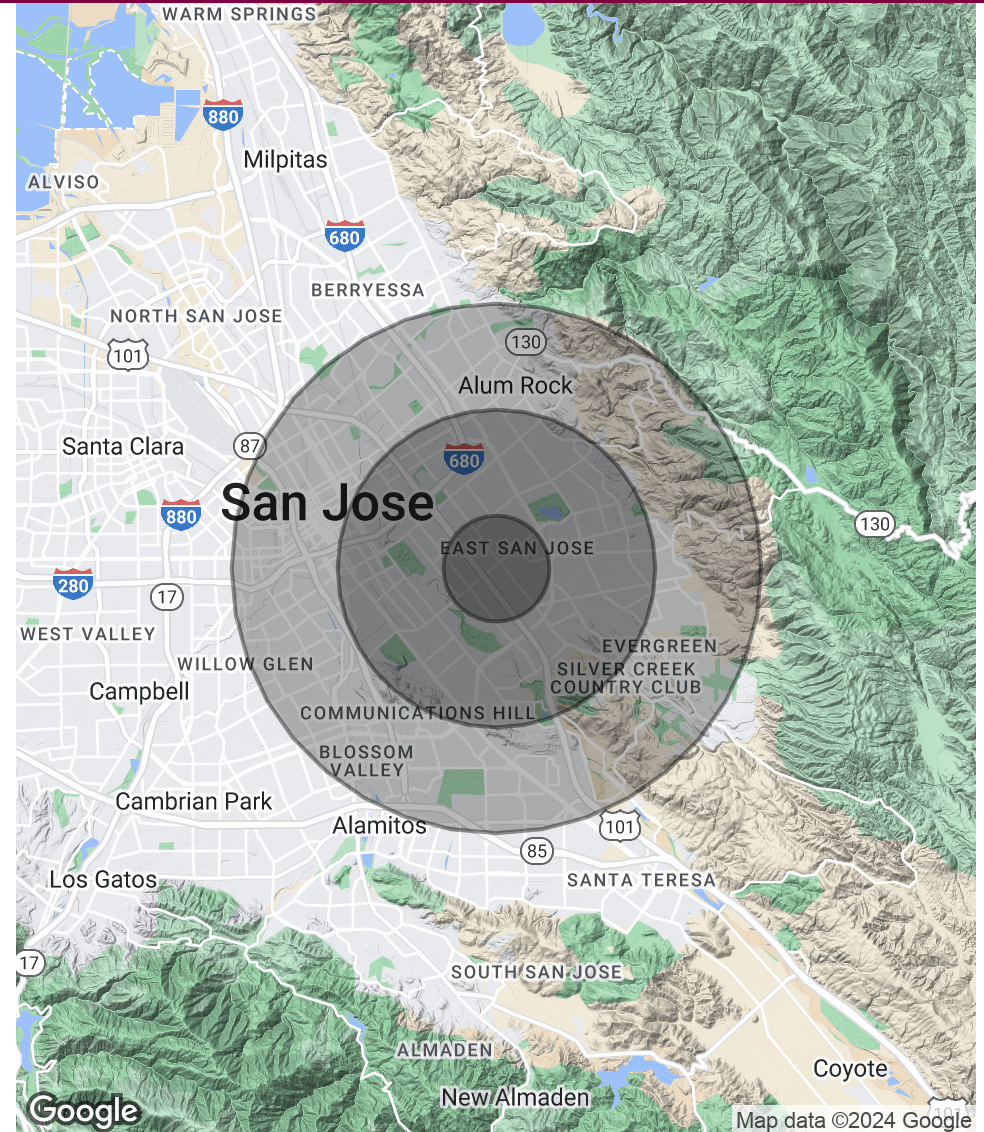 WARM SPRINGS
880
Milpitas
ALVISO
680
BERRYESSA
NORTH SAN JOSE
101
130
Alum Rock
Santa Clara
87
680
San Jose
880
130
EAST SAN JOSE
280
17
WEST VALLEY
EVERGREEN
WILLOW GLEN
SILVER CREEK
COUNTRY CLUB
Campbell
COMMUNICATIONS HILL
BLOSSOM
VALLEY
Cambrian Park
Alamitos
101
85
Los Gatos
SANTA TERESA
17
SOUTH SAN JOSE
ALMADEN
Coyote
New Almaden
Google
101
Map data ©2024 Google